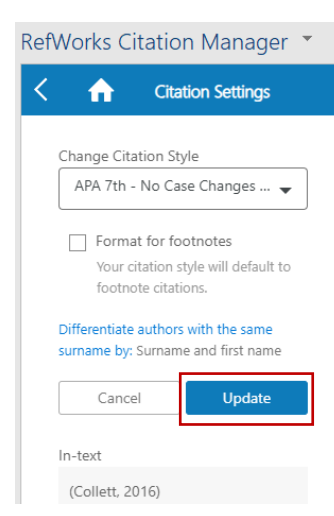 RefWorks Citation Manager
Citation Settings
Change Citation Style
APA 7th - No Case Changes ...
Format for footnotes
Your citation style will default to
footnote citations.
Differentiate authors with the same
surname by: Surname and first name
Cancel
Update
In-text
(Collett, 2016)